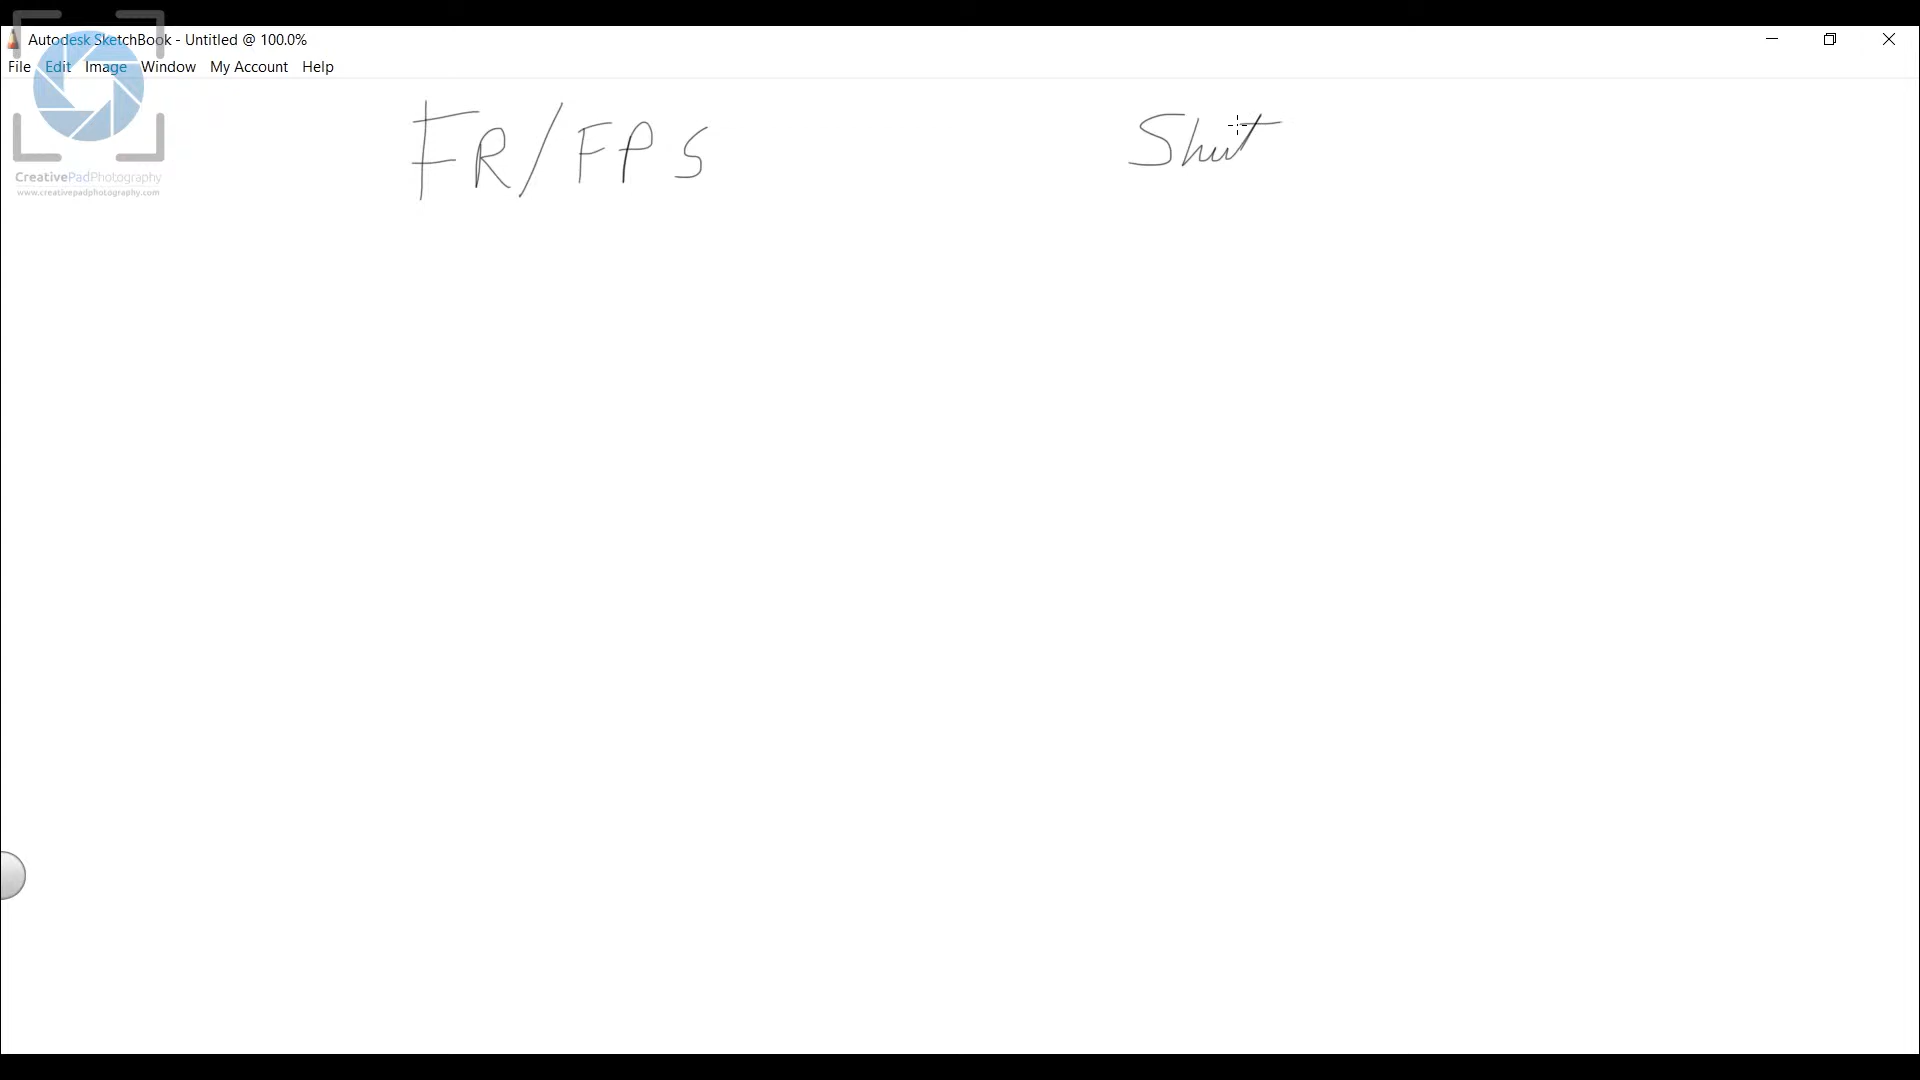 Autodesk SketchBook - Untitled @ 100.0%
File Edit Image Window My Account Help
FR/FPS Shut
CreativePadPhotography
www.creativepadphotography.com